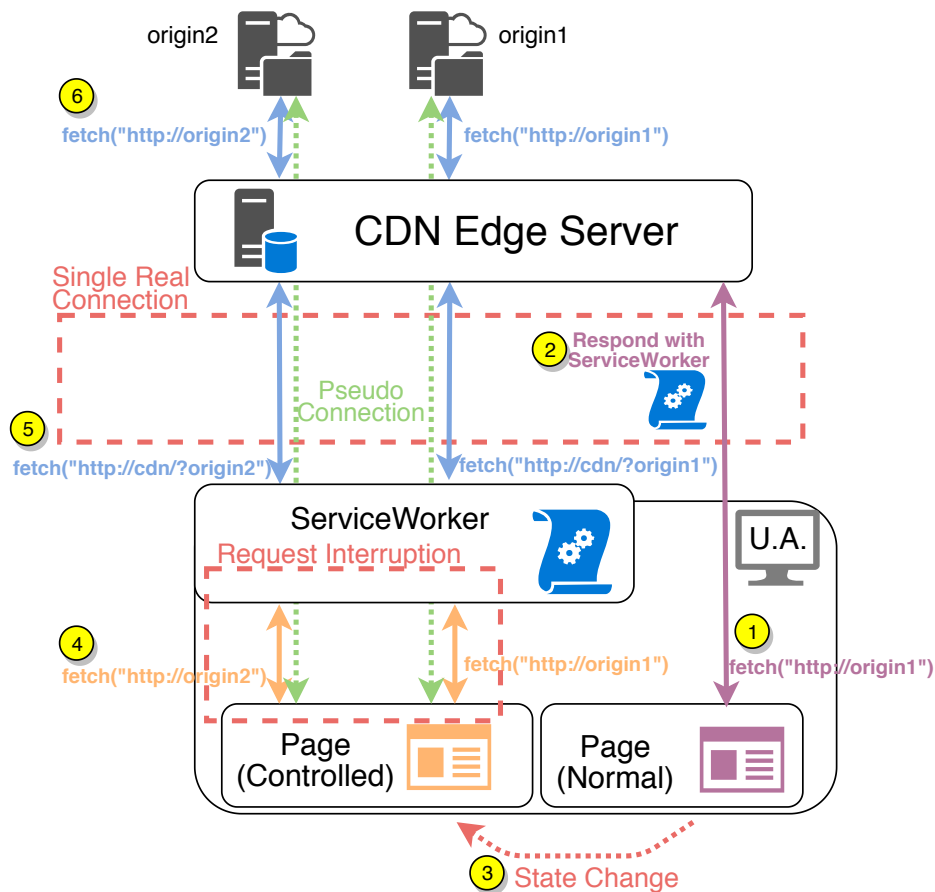 origin2
origin1
6
fetch("http://origin2")
fetch("http://origin1")
CDN Edge Server
Single Real
Connection
2
Respond with
ServiceWorker
Pseudo
Connection
5
fetch("http://cdn/?origin2")
fetch("http://cdn/?origin1")
ServiceWorker
U.A.
Request Interruption
4
fetch("http://origin2")
fetch("http://origin1")
1
fetch("http://origin1")
Page
(Controlled)
Page
(Normal)
3
State Change